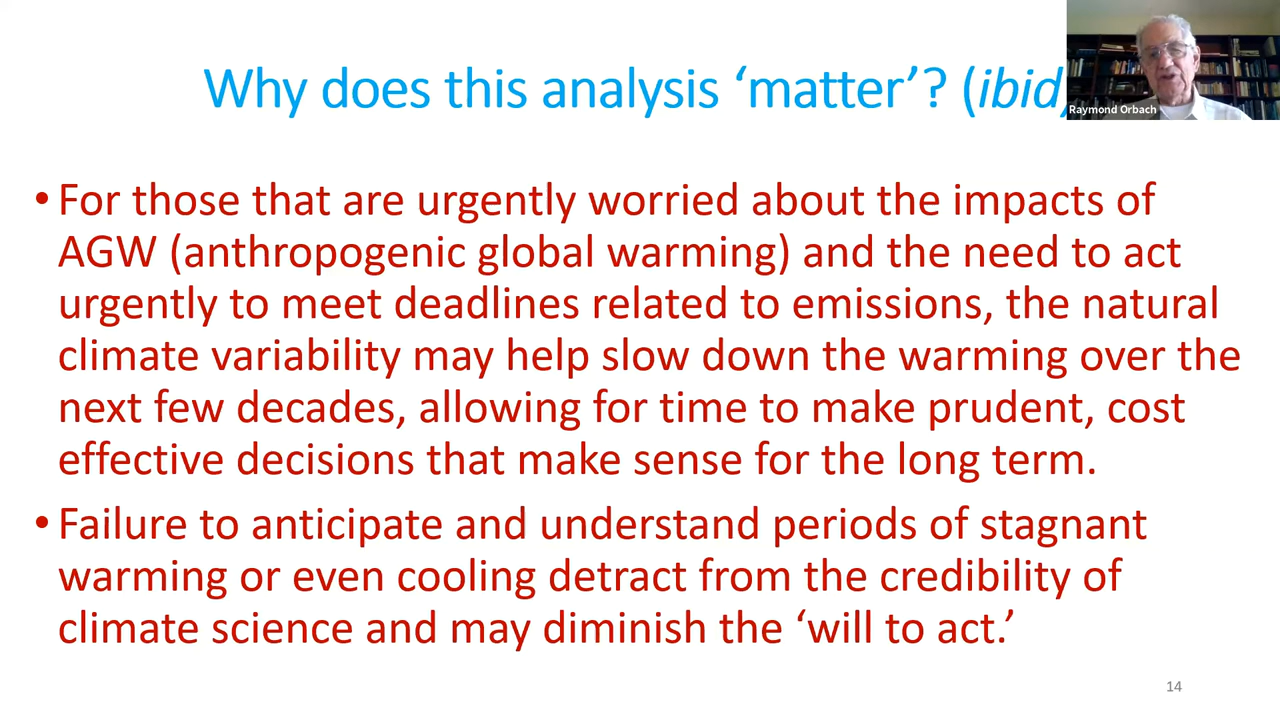 Why does this analysis ‘matter’? (ibid)
Raymond Orbach
• For those that are urgently worried about the impacts of
AGW (anthropogenic global warming) and the need to act
urgently to meet deadlines related to emissions, the natural
climate variability may help slow down the warming over the
next few decades, allowing for time to make prudent, cost
effective decisions that make sense for the long term.
• Failure to anticipate and understand periods of stagnant
warming or even cooling detract from the credibility of
climate science and may diminish the ‘will to act.’
14